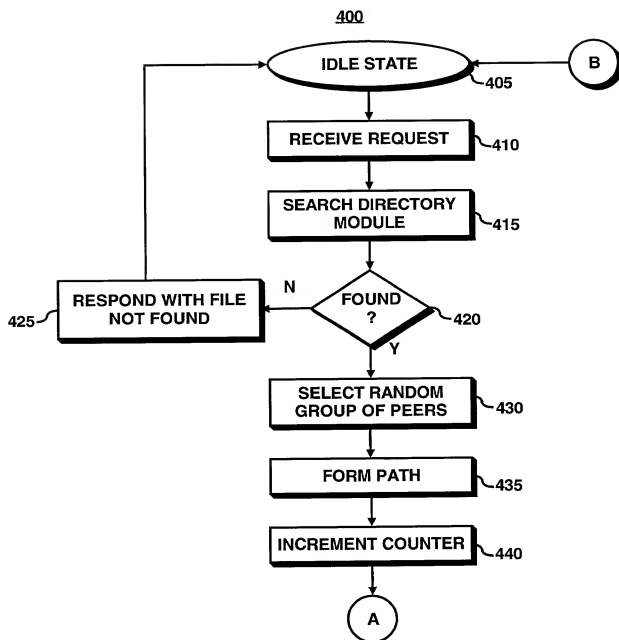 400
IDLE STATE
405
B
RECEIVE REQUEST
410
SEARCH DIRECTORY
MODULE
415
RESPOND WITH FILE
NOT FOUND
425
N
FOUND
?
420
Y
SELECT RANDOM
GROUP OF PEERS
430
FORM PATH
435
INCREMENT COUNTER
440
A